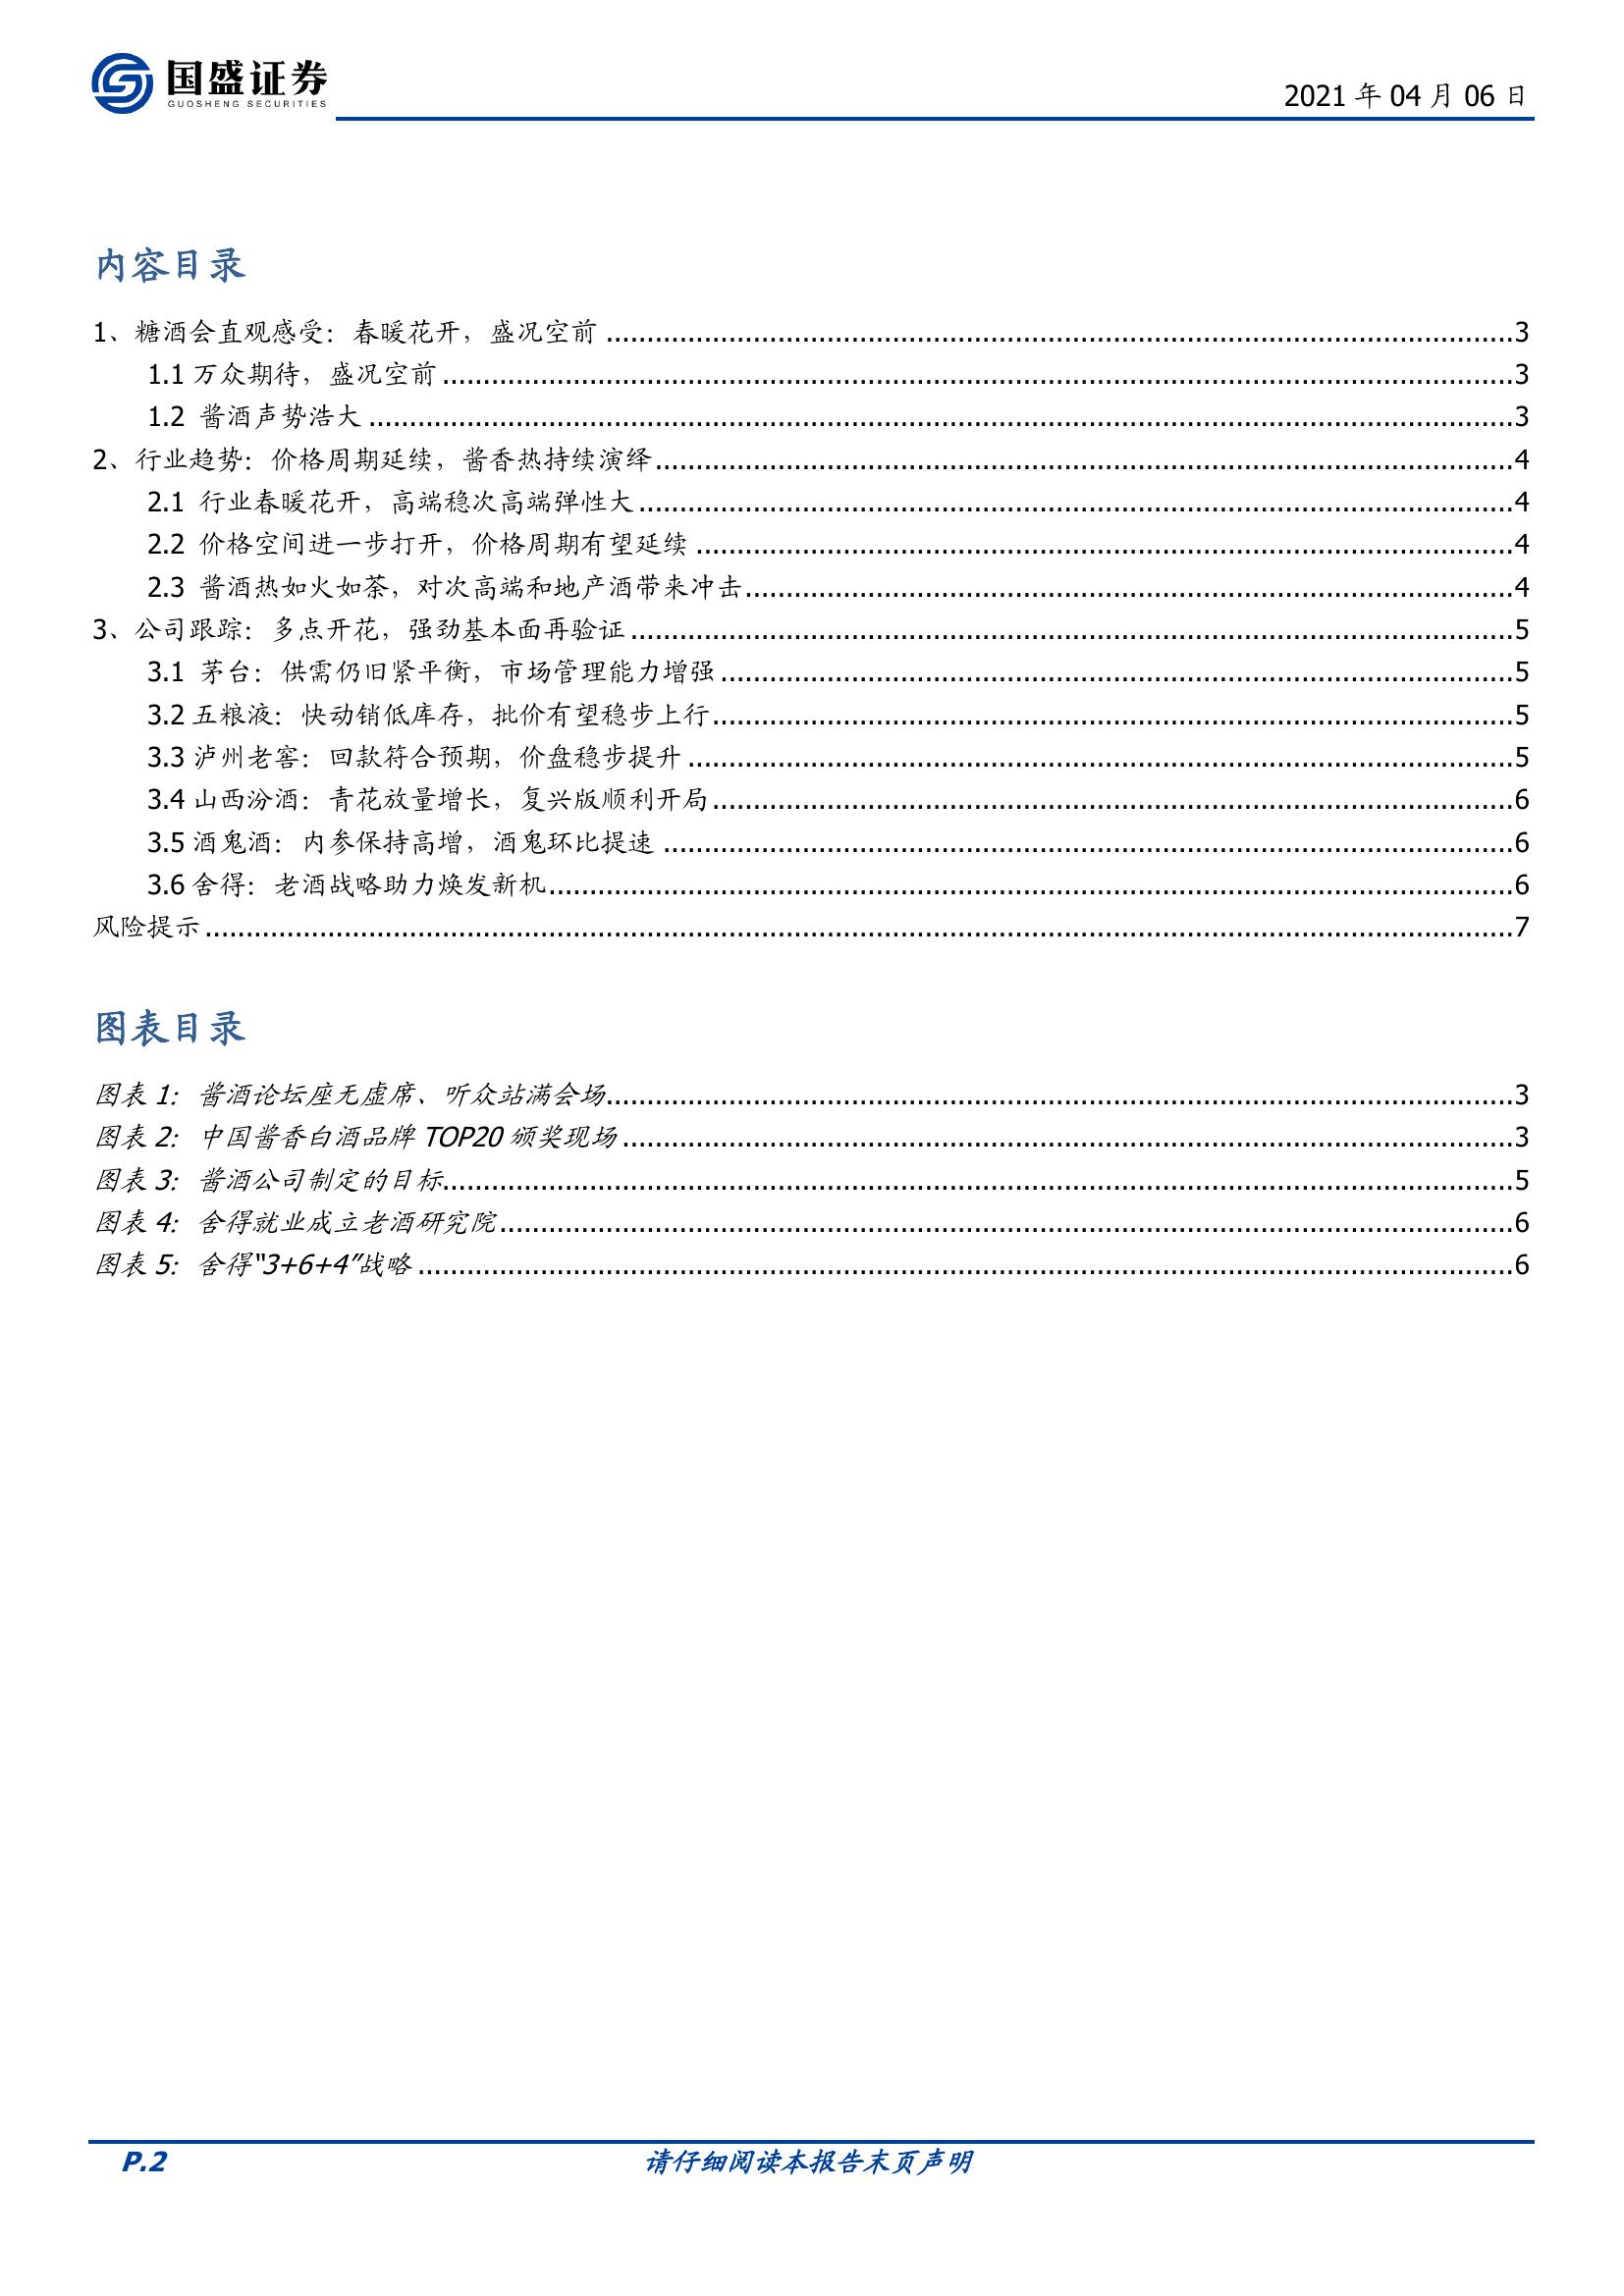 国盛证券
GUOSHENG SECURITIES
2021 年 04 月 06 日
内容目录
1、糖酒会直观感受：春暖花开，盛况空前 ........ 3
1.1 万众期待，盛况空前 ........ 3
1.2 酱酒声势浩大 ........ 3
2、行业趋势：价格周期延续，酱香热持续演绎 ........ 4
2.1 行业春暖花开，高端稳次高端弹性大 ........ 4
2.2 价格空间进一步打开，价格周期有望延续 ........ 4
2.3 酱酒热如火如荼，对次高端和地产酒带来冲击 ........ 4
3、公司跟踪：多点开花，强劲基本面再验证 ........ 5
3.1 茅台：供需仍旧紧平衡，市场管理能力增强 ........ 5
3.2 五粮液：快动销低库存，批价有望稳步上行 ........ 5
3.3 泸州老窖：回款符合预期，价盘稳步提升 ........ 5
3.4 山西汾酒：青花放量增长，复兴版顺利开局 ........ 6
3.5 酒鬼酒：内参保持高增，酒鬼环比提速 ........ 6
3.6 舍得：老酒战略助力焕发新机 ........ 6
风险提示 ........ 7
图表目录
图表 1: 酱酒论坛座无虚席、听众站满会场 ........ 3
图表 2: 中国酱香白酒品牌 TOP20 颁奖现场 ........ 3
图表 3: 酱酒公司制定的目标 ........ 5
图表 4: 舍得就业成立老酒研究院 ........ 6
图表 5: 舍得“3+6+4”战略 ........ 6
P.2 请仔细阅读本报告末页声明